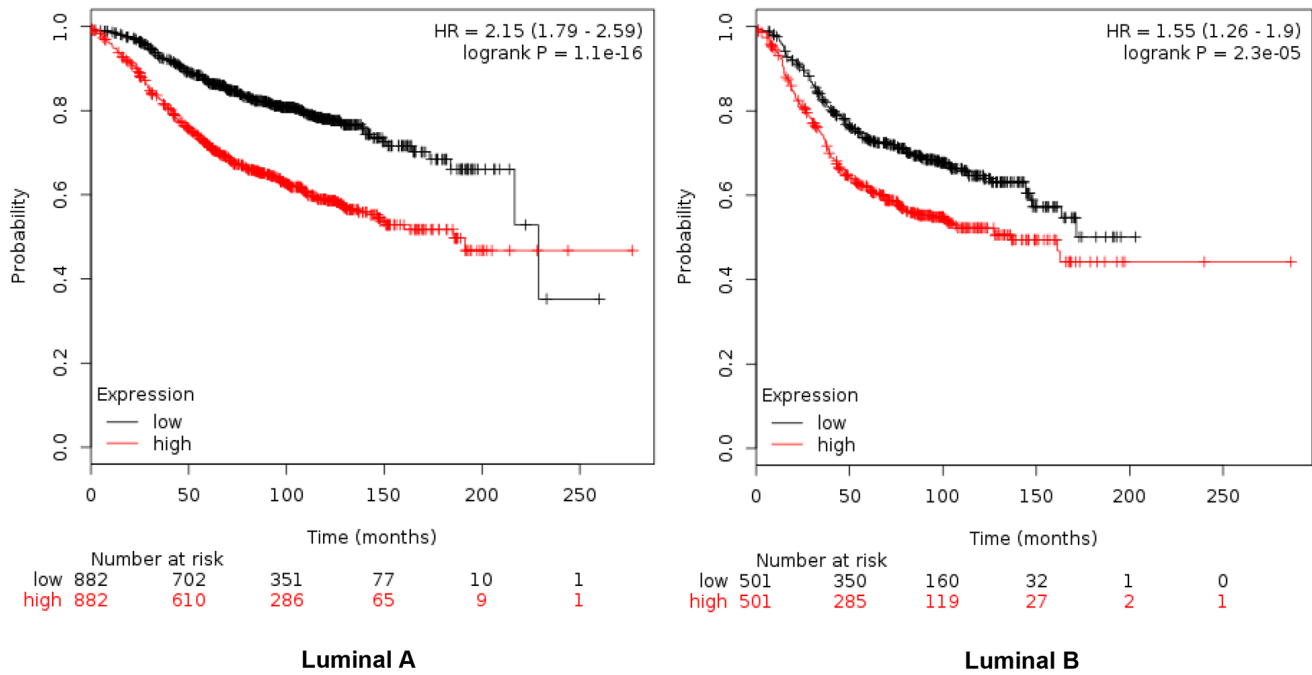 HR = 2.15 (1.79 - 2.59)
logrank P = 1.1e-16
Probability
1.0
0.8
0.6
0.4
0.2
0.0
Expression
low
high
0 50 100 150 200 250
Time (months)
Number at risk
low 882 702 351 77 10 1
high 882 610 286 65 9 1
Luminal A
HR = 1.55 (1.26 - 1.9)
logrank P = 2.3e-05
Probability
1.0
0.8
0.6
0.4
0.2
0.0
Expression
low
high
0 50 100 150 200 250
Time (months)
Number at risk
low 501 350 160 32 1 0
high 501 285 119 27 2 1
Luminal B